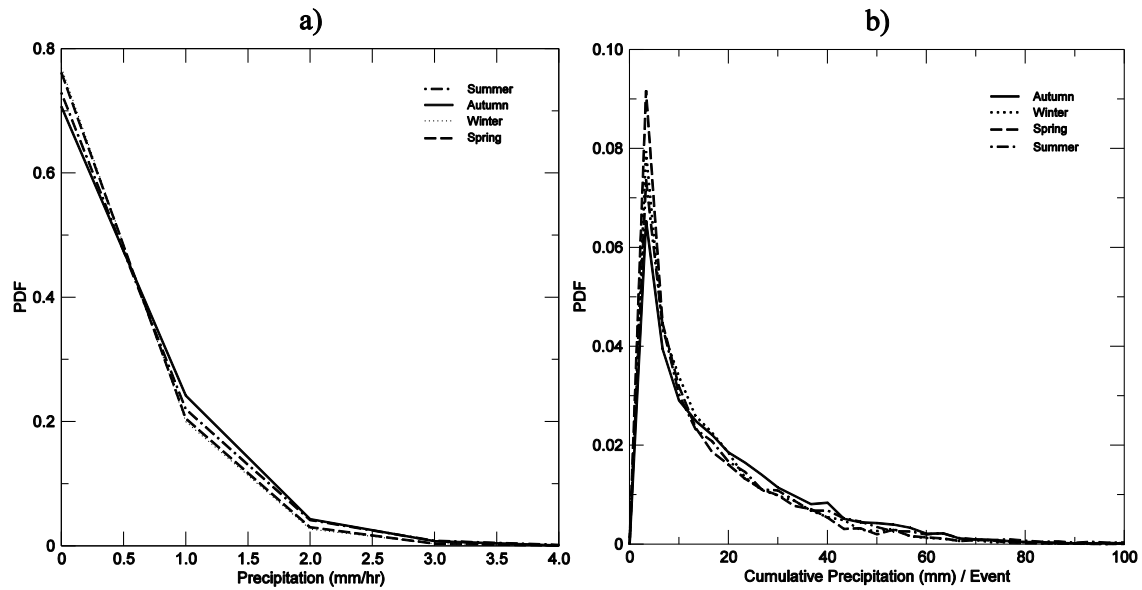 a)
0.8
0.6
0.4
0.2
0
PDF
Summer
Autumn
Winter
Spring
0.0 0.5 1.0 1.5 2.0 2.5 3.0 3.5 4.0
Precipitation (mm/hr)
b)
0.10
0.08
0.06
0.04
0.02
0
PDF
Autumn
Winter
Spring
Summer
0 20 40 60 80 100
Cumulative Precipitation (mm) / Event